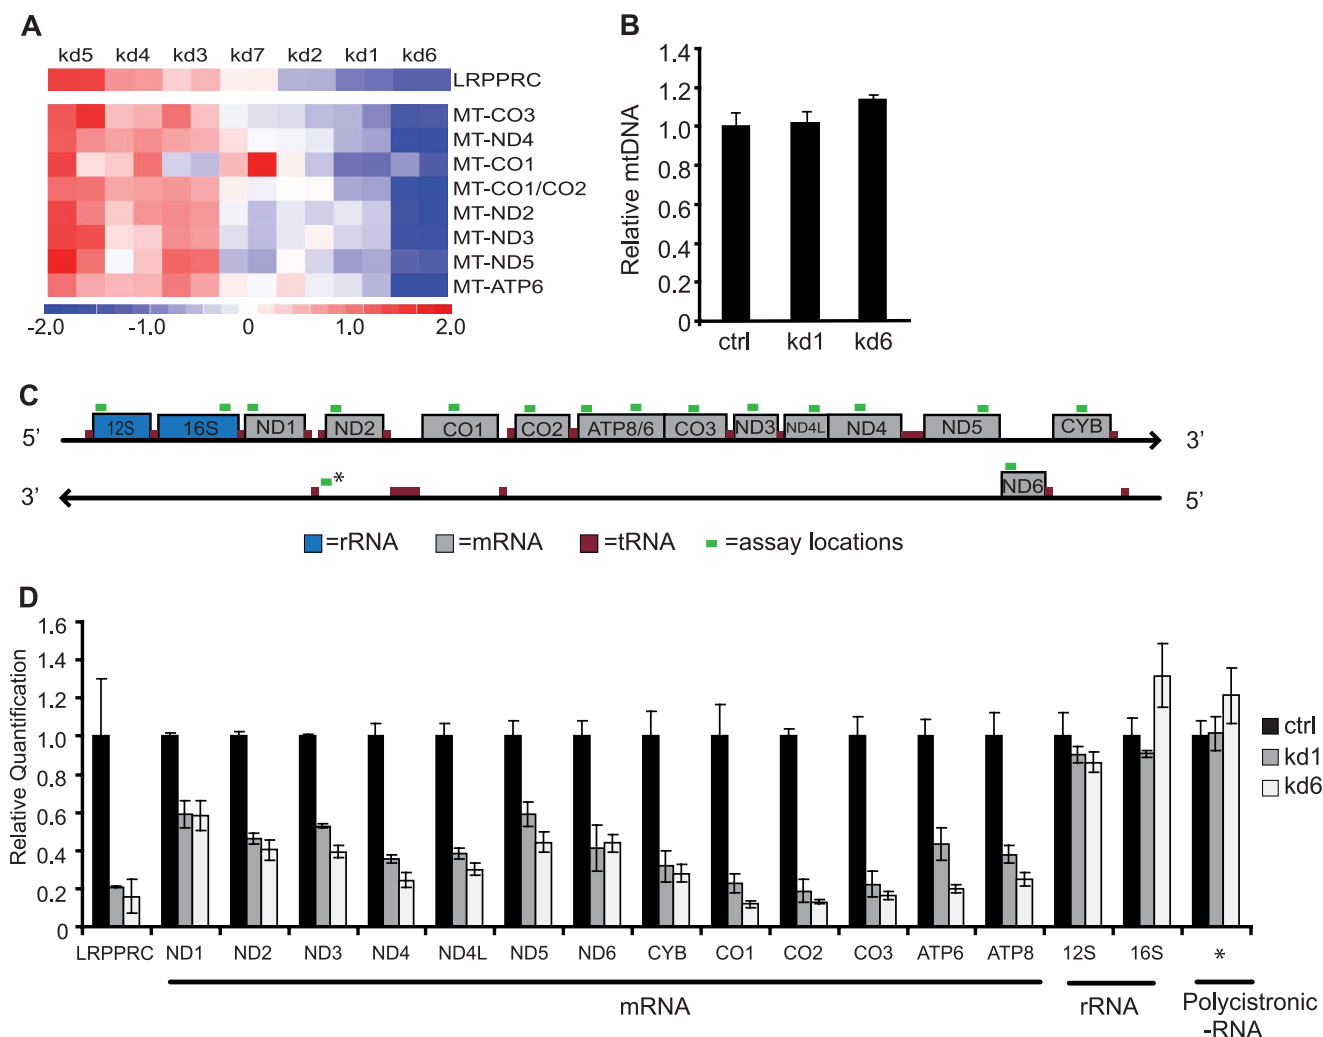 A
kd5 kd4 kd3 kd7 kd2 kd1 kd6
LRPPRC
MT-CO3
MT-ND4
MT-CO1
MT-CO1/CO2
MT-ND2
MT-ND3
MT-ND5
MT-ATP6
-2.0 -1.0 0 1.0 2.0
B
Relative mtDNA
1.4
1.2
1.0
0.8
0.6
0.4
0.2
0
ctrl kd1 kd6
C
5' 12S 16S ND1 ND2 CO1 CO2 ATP8/6 CO3 ND3 ND4L ND4 ND5 CYB 3'
3' * ND6 5'
=rRNA =mRNA =tRNA =assay locations
D
Relative Quantification
1.6
1.4
1.2
1.0
0.8
0.6
0.4
0.2
0
ctrl
kd1
kd6
LRPPRC ND1 ND2 ND3 ND4 ND4L ND5 ND6 CYB CO1 CO2 CO3 ATP6 ATP8 12S 16S *
mRNA rRNA Polycistronic
-RNA